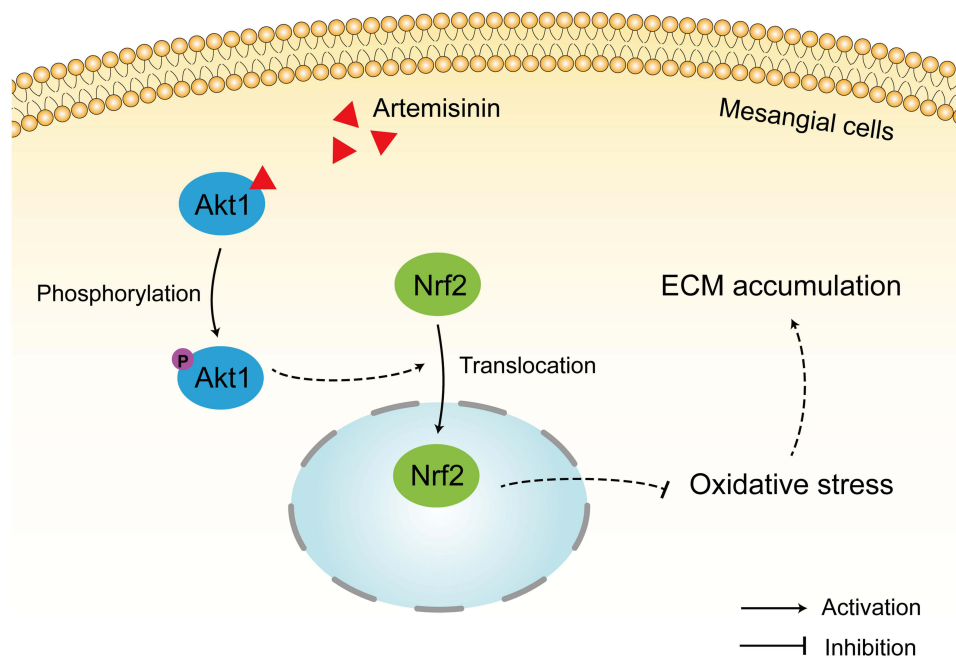 Artemisinin
Mesangial cells
Akt1
Phosphorylation
Nrf2
ECM accumulation
P
Akt1
Translocation
Nrf2
Oxidative stress
Activation
Inhibition